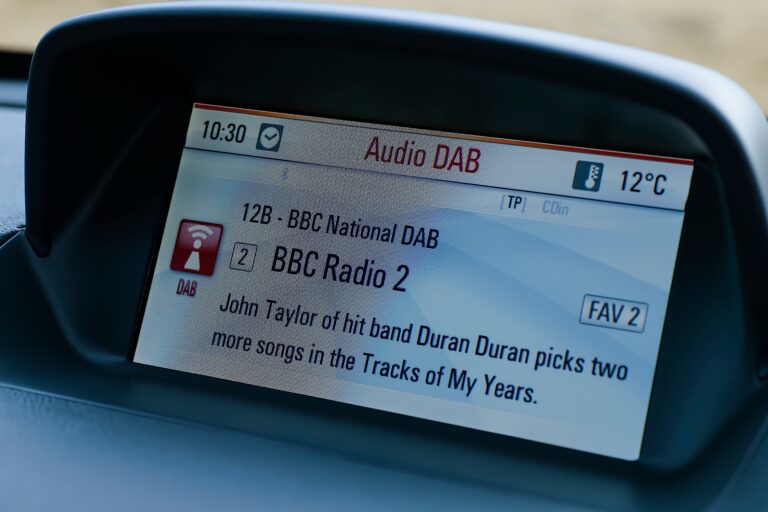 10:30
Audio DAB
12°C
[TP] CDin
12B - BBC National DAB
2 BBC Radio 2
DAB
FAV 2
John Taylor of hit band Duran Duran picks two
more songs in the Tracks of My Years.